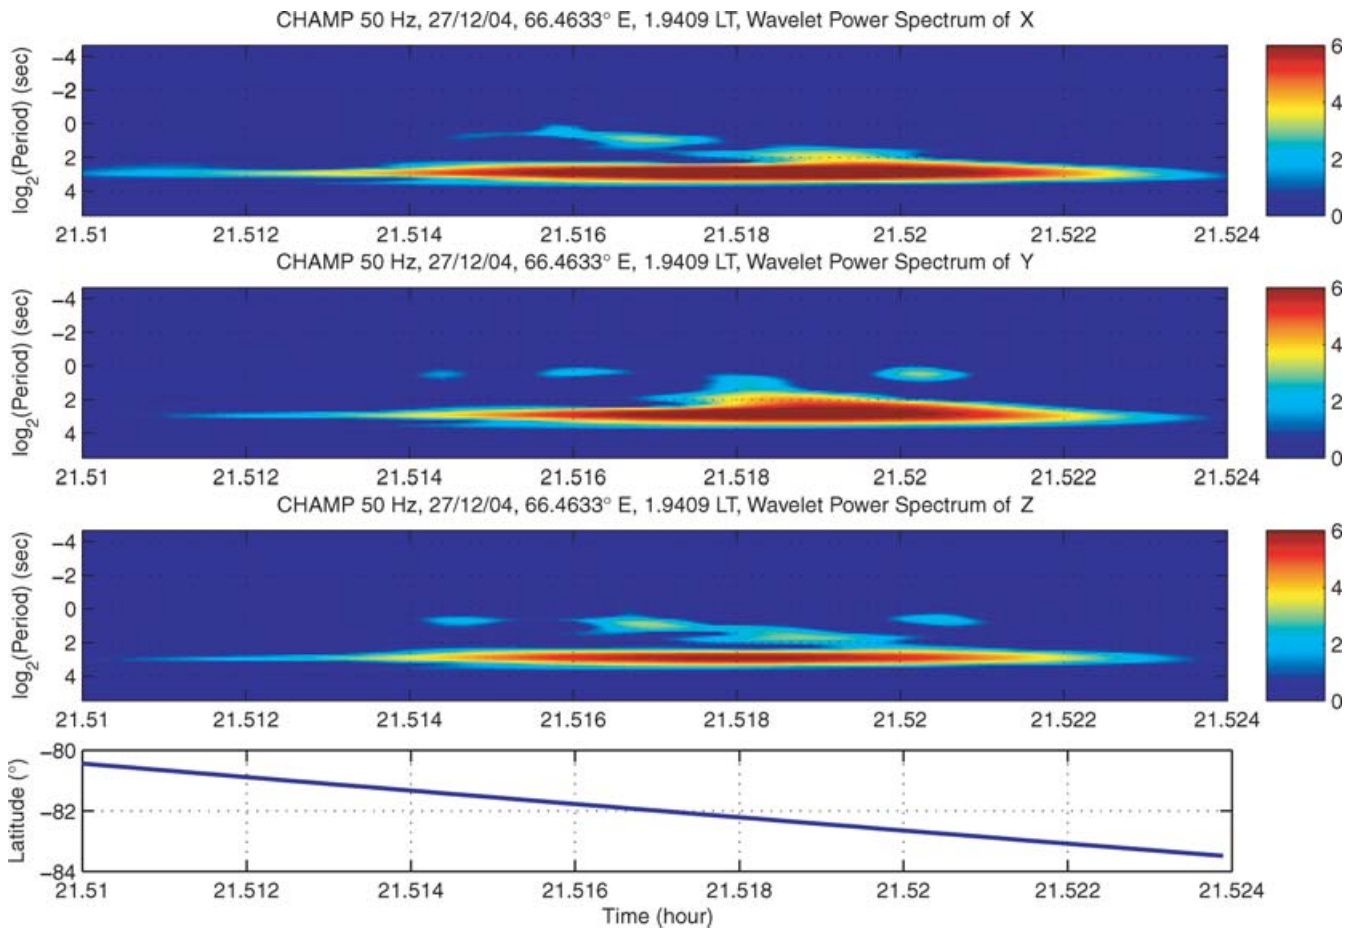 CHAMP 50 Hz, 27/12/04, 66.4633° E, 1.9409 LT, Wavelet Power Spectrum of X
log2(Period) (sec)
−4
−2
0
2
4
21.51 21.512 21.514 21.516 21.518 21.52 21.522 21.524
6
4
2
0
CHAMP 50 Hz, 27/12/04, 66.4633° E, 1.9409 LT, Wavelet Power Spectrum of Y
log2(Period) (sec)
−4
−2
0
2
4
21.51 21.512 21.514 21.516 21.518 21.52 21.522 21.524
6
4
2
0
CHAMP 50 Hz, 27/12/04, 66.4633° E, 1.9409 LT, Wavelet Power Spectrum of Z
log2(Period) (sec)
−4
−2
0
2
4
21.51 21.512 21.514 21.516 21.518 21.52 21.522 21.524
6
4
2
0
Latitude (°)
−80
−82
−84
21.51 21.512 21.514 21.516 21.518 21.52 21.522 21.524
Time (hour)